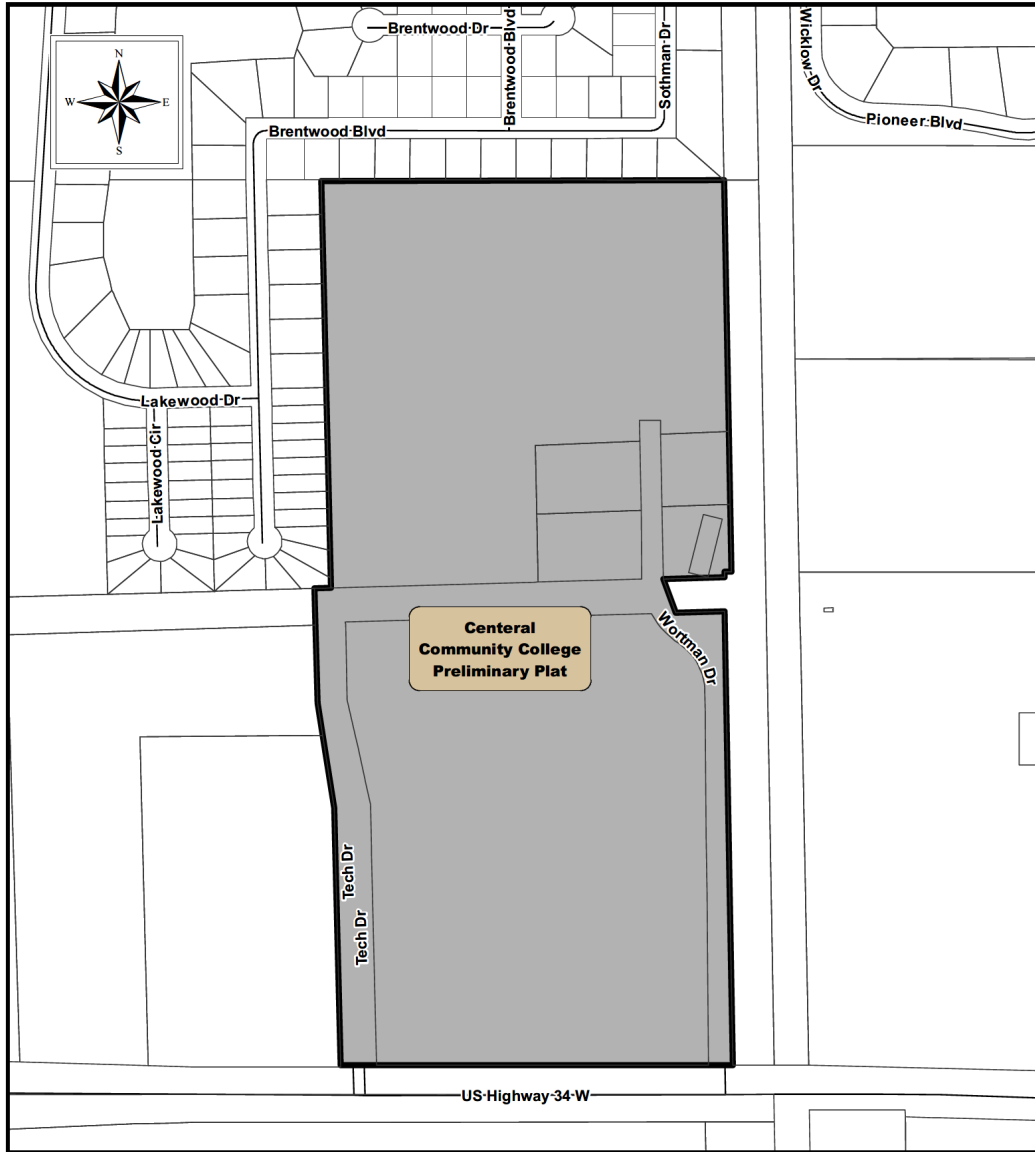 Brentwood Dr
Brentwood Blvd
Sothman Dr
Wicklow Dr
N
W
E
S
Brentwood Blvd
Pioneer Blvd
Lakewood Dr
Lakewood Cir
Centeral
Community College
Preliminary Plat
Wortman Dr
Tech Dr
Tech Dr
US Highway 34 W